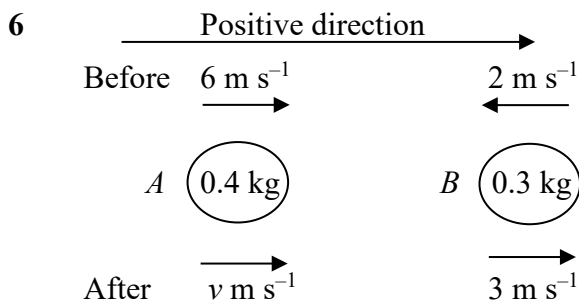 6 Positive direction
Before 6 m s⁻¹ 2 m s⁻¹
A 0.4 kg B 0.3 kg
After v m s⁻¹ 3 m s⁻¹